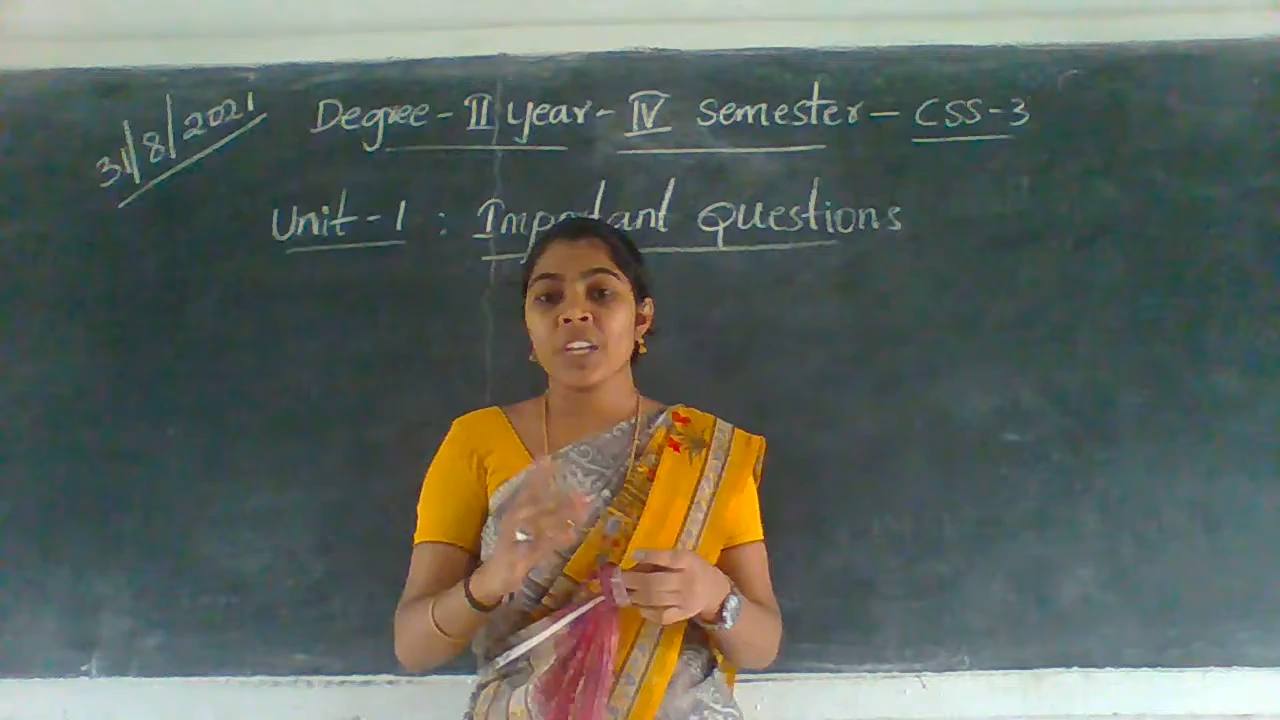 31/8/2021
Degree - II year - IV Semester - CSS-3
Unit - 1 : Important Questions